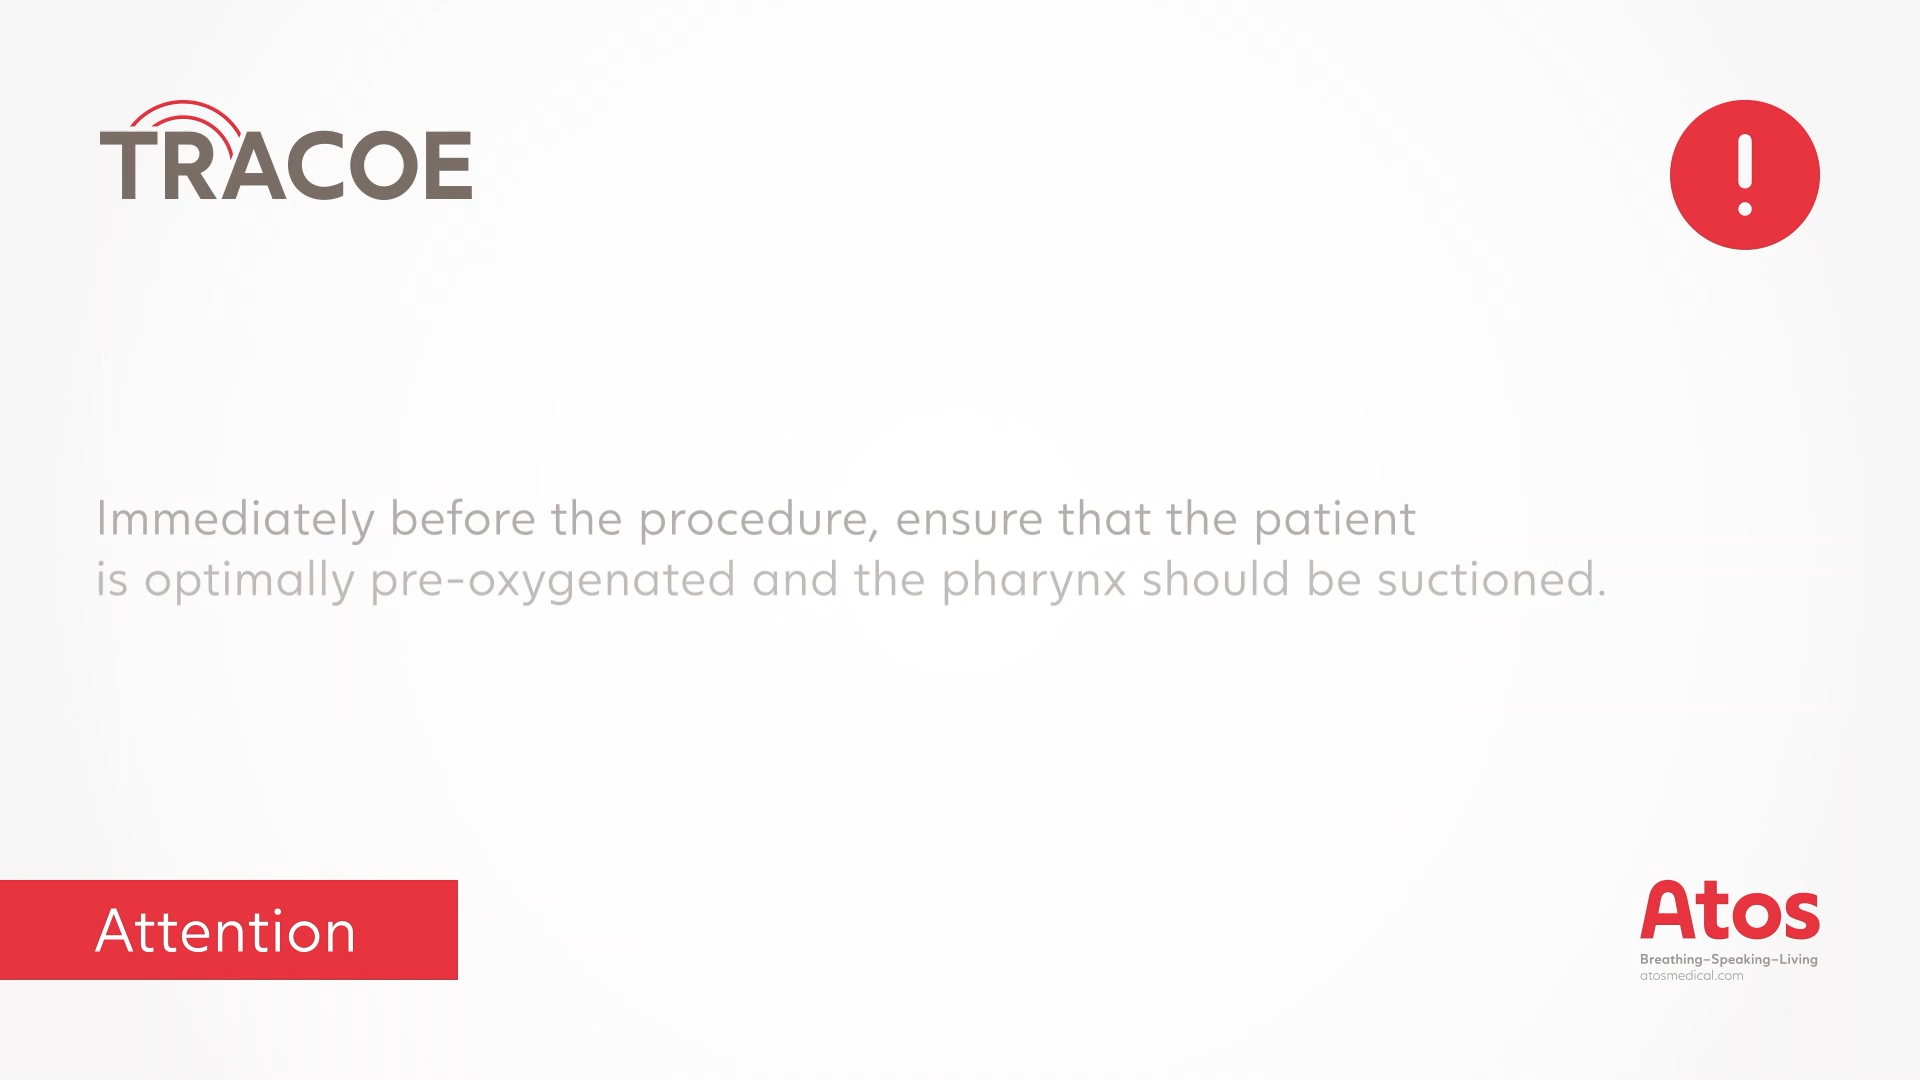 TRACOE
!
Immediately before the procedure, ensure that the patient
is optimally pre-oxygenated and the pharynx should be suctioned.
Attention
Atos
Breathing–Speaking–Living
atosmedical.com